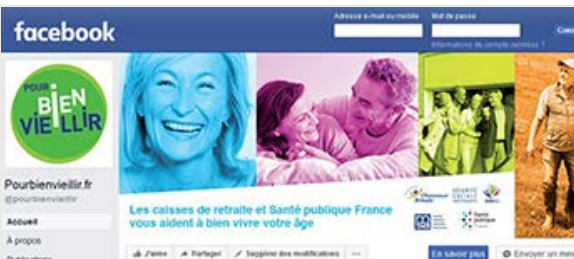 facebook
Adresse e-mail ou mobile
Mot de passe
Informations de compte oubliées ?
POUR
BIEN
VIEILLIR
Pourbienvieillir.fr
@pourbienvieillir
Accueil
À propos
Les caisses de retraite et Santé publique France
vous aident à bien vivre votre âge
J'aime
Partager
Suggérer des modifications
...
En savoir plus
Envoyer un mes